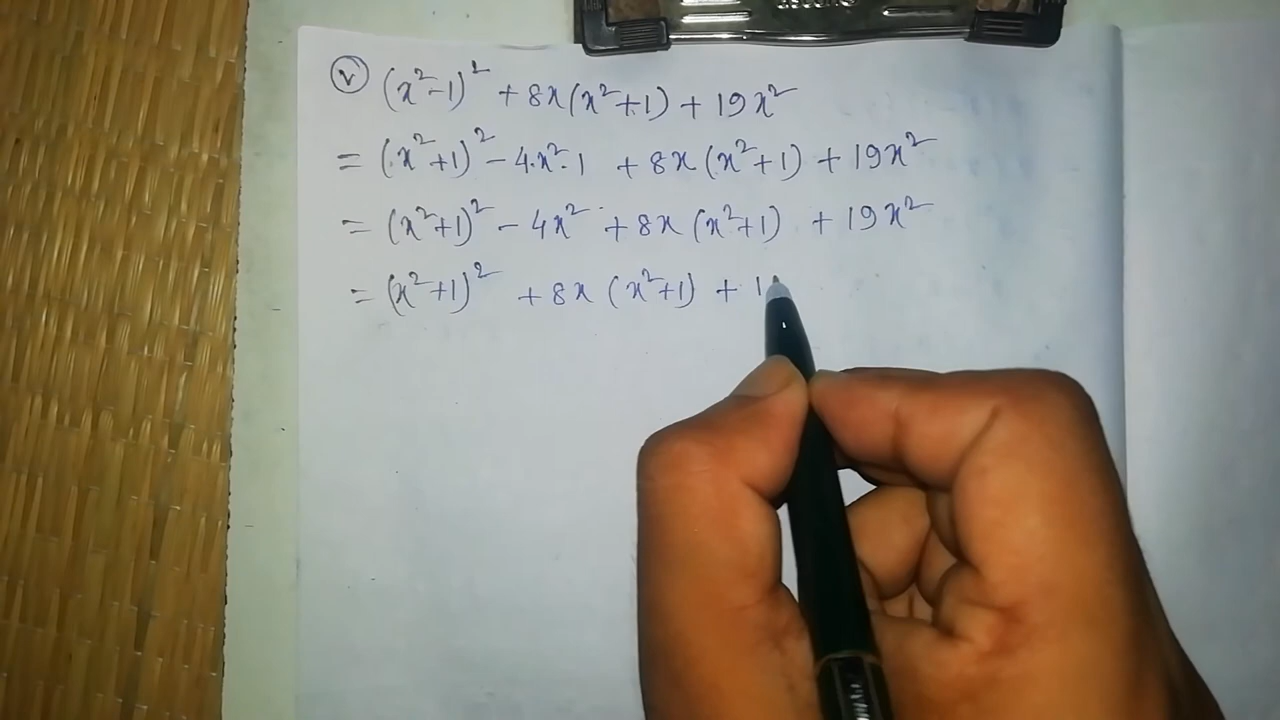 (v) (x²-1)² + 8x(x²+1) + 19x²
= (x²+1)² - 4·x²·1 + 8x(x²+1) + 19x²
= (x²+1)² - 4x² + 8x(x²+1) + 19x²
= (x²+1)² + 8x(x²+1) + 1